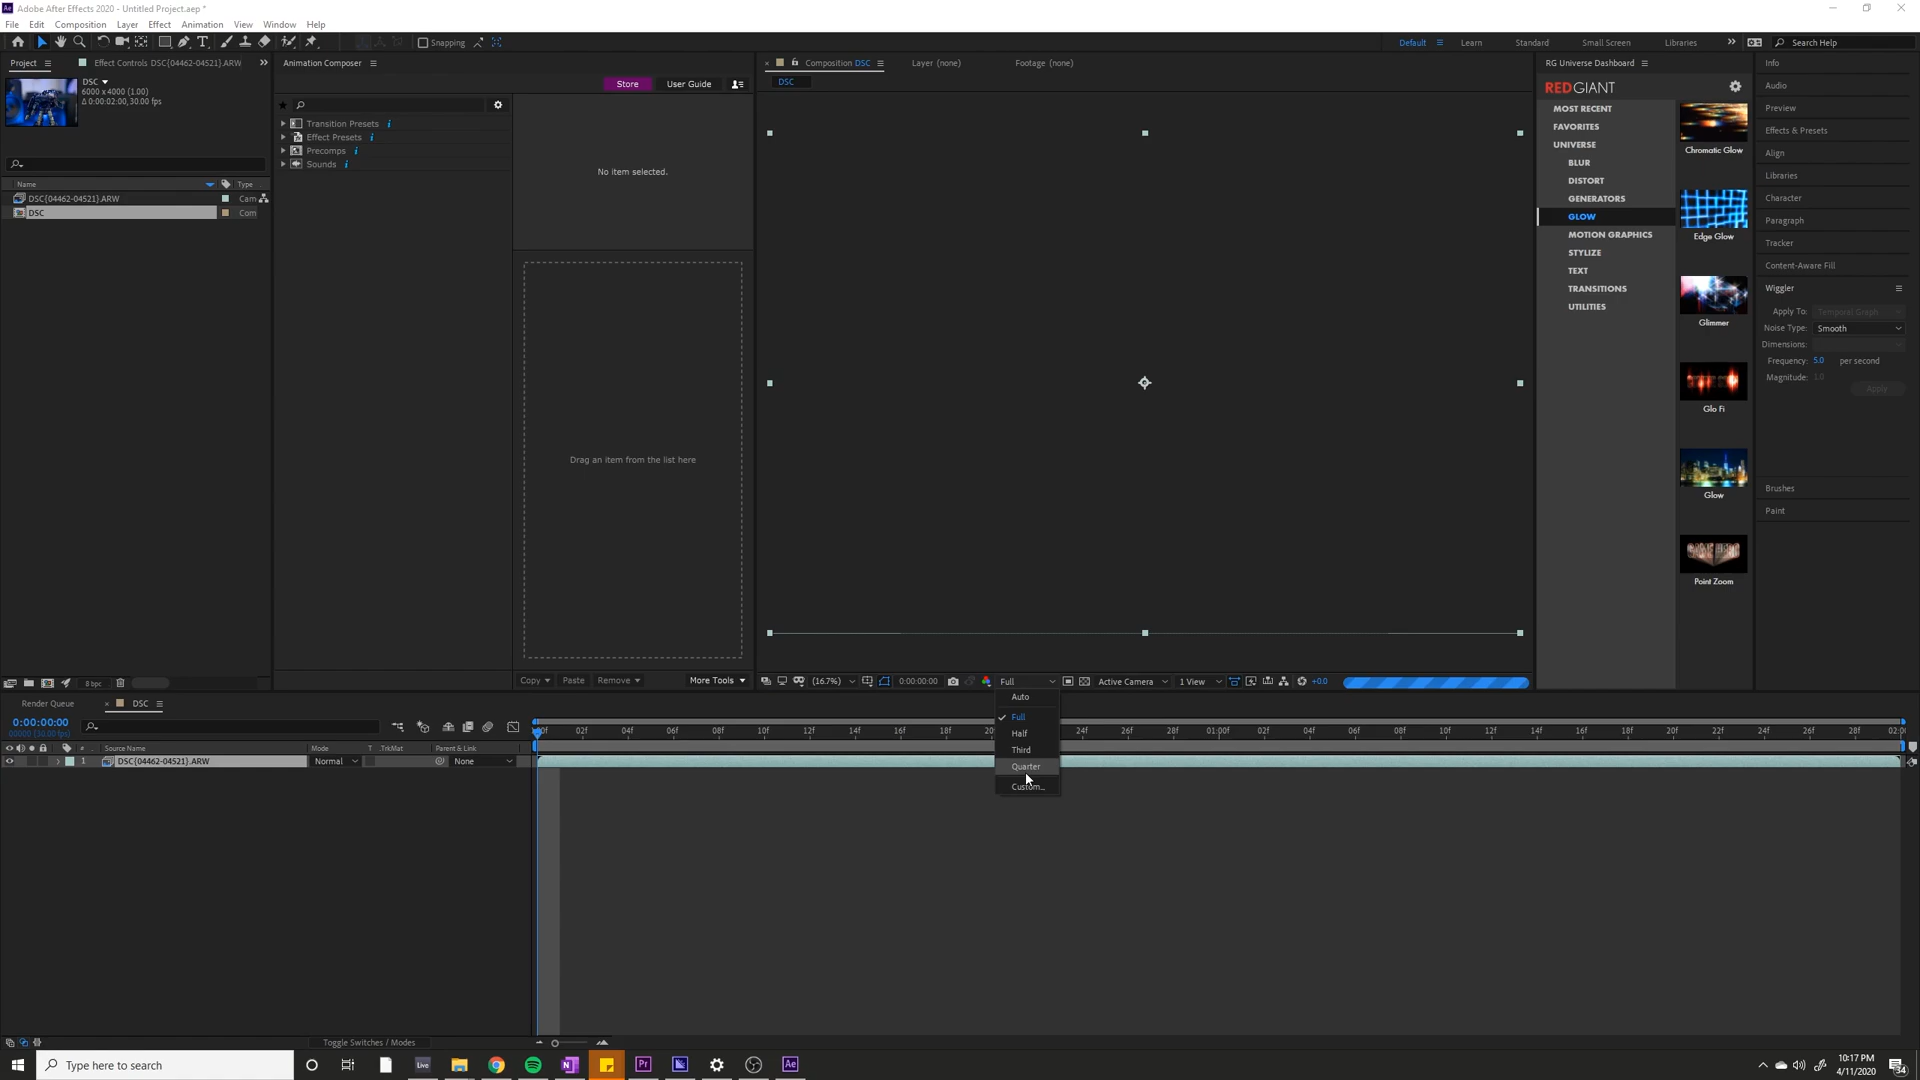 Adobe After Effects 2020 - Untitled Project.aep *
File Edit Composition Layer Effect Animation View Window Help
Snapping
Default Learn Standard Small Screen Libraries Search Help
Project Effect Controls DSC{04462-04521}.ARW
Animation Composer
Composition DSC Layer (none) Footage (none)
RG Universe Dashboard
DSC
6000 x 4000 (1.00)
Δ 0:00:02:00, 30.00 fps
Name Type
DSC{04462-04521}.ARW Cam
DSC Com
8 bpc
Store User Guide
Transition Presets
Effect Presets
Precomps
Sounds
No item selected.
Drag an item from the list here
Copy Paste Remove More Tools
DSC
(16.7%) 0:00:00:00 Full Active Camera 1 View +0.0
Auto
Full
Half
Third
Quarter
Custom...
REDGIANT
MOST RECENT
FAVORITES
UNIVERSE
BLUR
DISTORT
GENERATORS
GLOW
MOTION GRAPHICS
STYLIZE
TEXT
TRANSITIONS
UTILITIES
Chromatic Glow
Edge Glow
Glimmer
Glo Fi
Glow
Point Zoom
Info
Audio
Preview
Effects & Presets
Align
Libraries
Character
Paragraph
Tracker
Content-Aware Fill
Wiggler
Apply To: Temporal Graph
Noise Type: Smooth
Dimensions:
Frequency: 5.0 per second
Magnitude: 1.0
Apply
Brushes
Paint
Render Queue DSC
0:00:00:00
00000 (30.00 fps)
# Source Name Mode T .TrkMat Parent & Link
1 DSC{04462-04521}.ARW Normal None
02f 04f 06f 08f 10f 12f 14f 16f 18f 24f 26f 28f 01:00f 02f 04f 06f 08f 10f 12f 14f 16f 18f 20f 22f 24f 26f 28f 02:0
Toggle Switches / Modes
Type here to search
Live
Pr
Ae
10:17 PM
4/11/2020
34